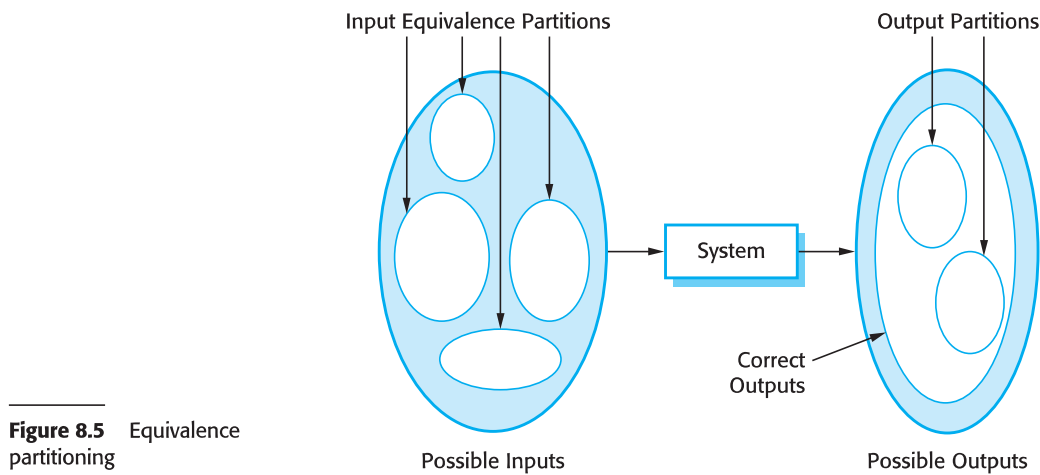 Input Equivalence Partitions
Output Partitions
System
Correct
Outputs
Figure 8.5 Equivalence
partitioning
Possible Inputs
Possible Outputs